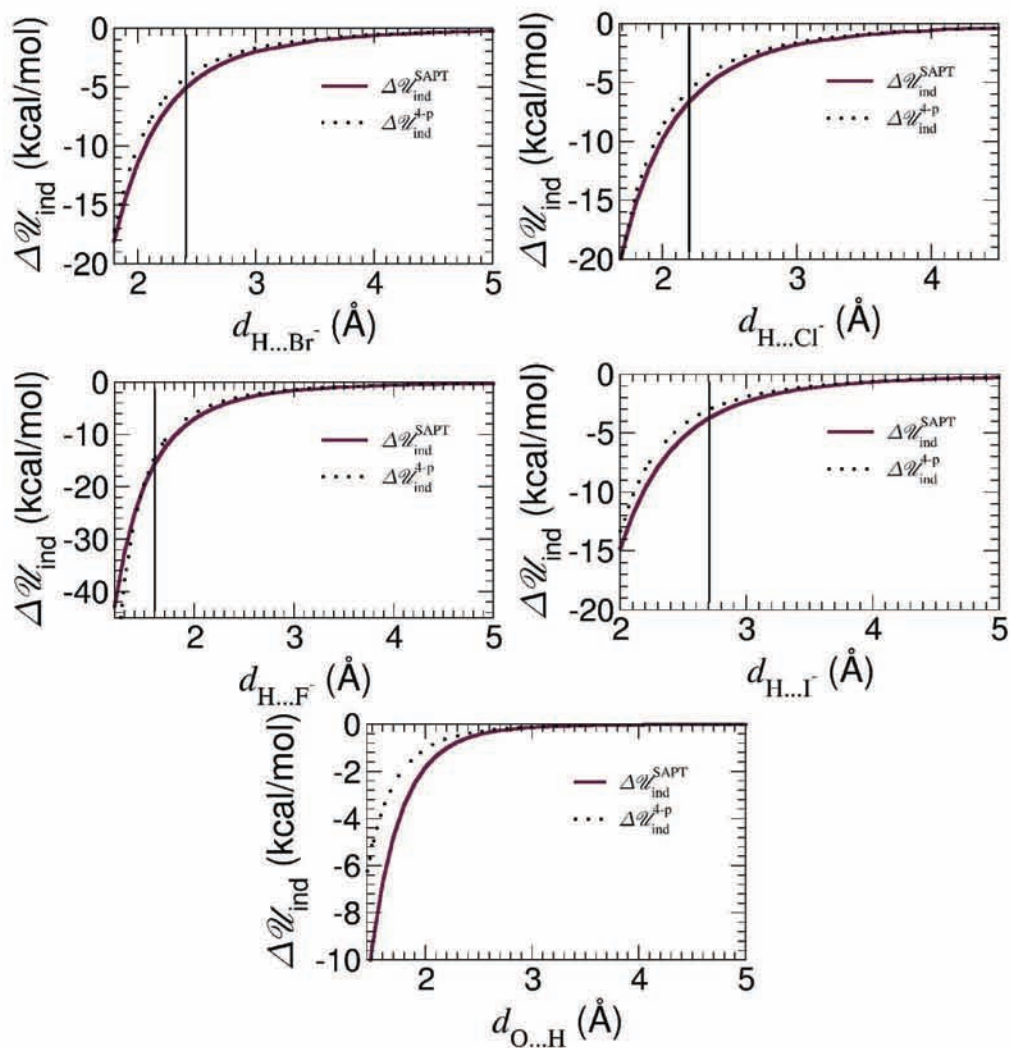 0
-5
-10
-15
-20
ΔU_ind (kcal/mol)
ΔU_ind^SAPT
ΔU_ind^4-p
2 3 4 5
d_H...Br^- (Å)
0
-5
-10
-15
-20
ΔU_ind (kcal/mol)
ΔU_ind^SAPT
ΔU_ind^4-p
2 3 4
d_H...Cl^- (Å)
0
-10
-20
-30
-40
ΔU_ind (kcal/mol)
ΔU_ind^SAPT
ΔU_ind^4-p
2 3 4 5
d_H...F^- (Å)
0
-5
-10
-15
-20
ΔU_ind (kcal/mol)
ΔU_ind^SAPT
ΔU_ind^4-p
2 3 4 5
d_H...I^- (Å)
0
-2
-4
-6
-8
-10
ΔU_ind (kcal/mol)
ΔU_ind^SAPT
ΔU_ind^4-p
2 3 4 5
d_O...H (Å)